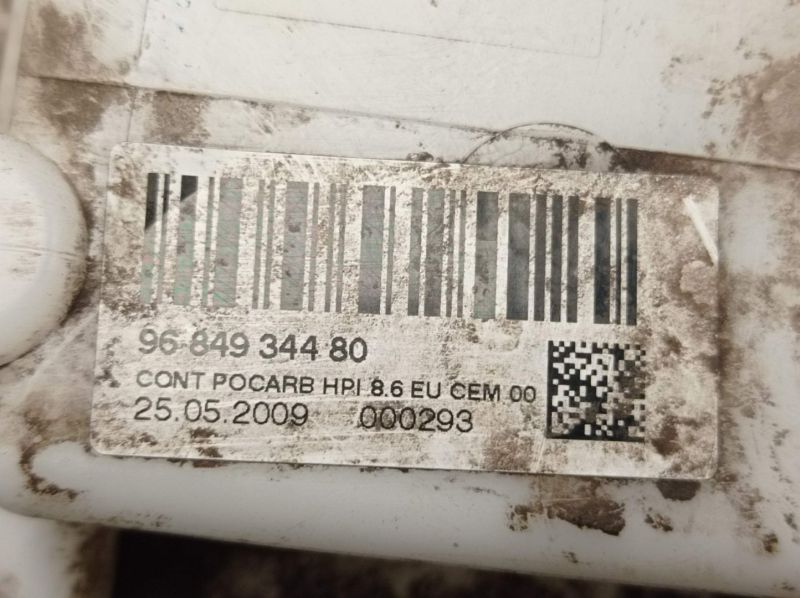 96 849 344 80
CONT POCARB HPI 8.6 EU CEM 00
25.05.2009 000293